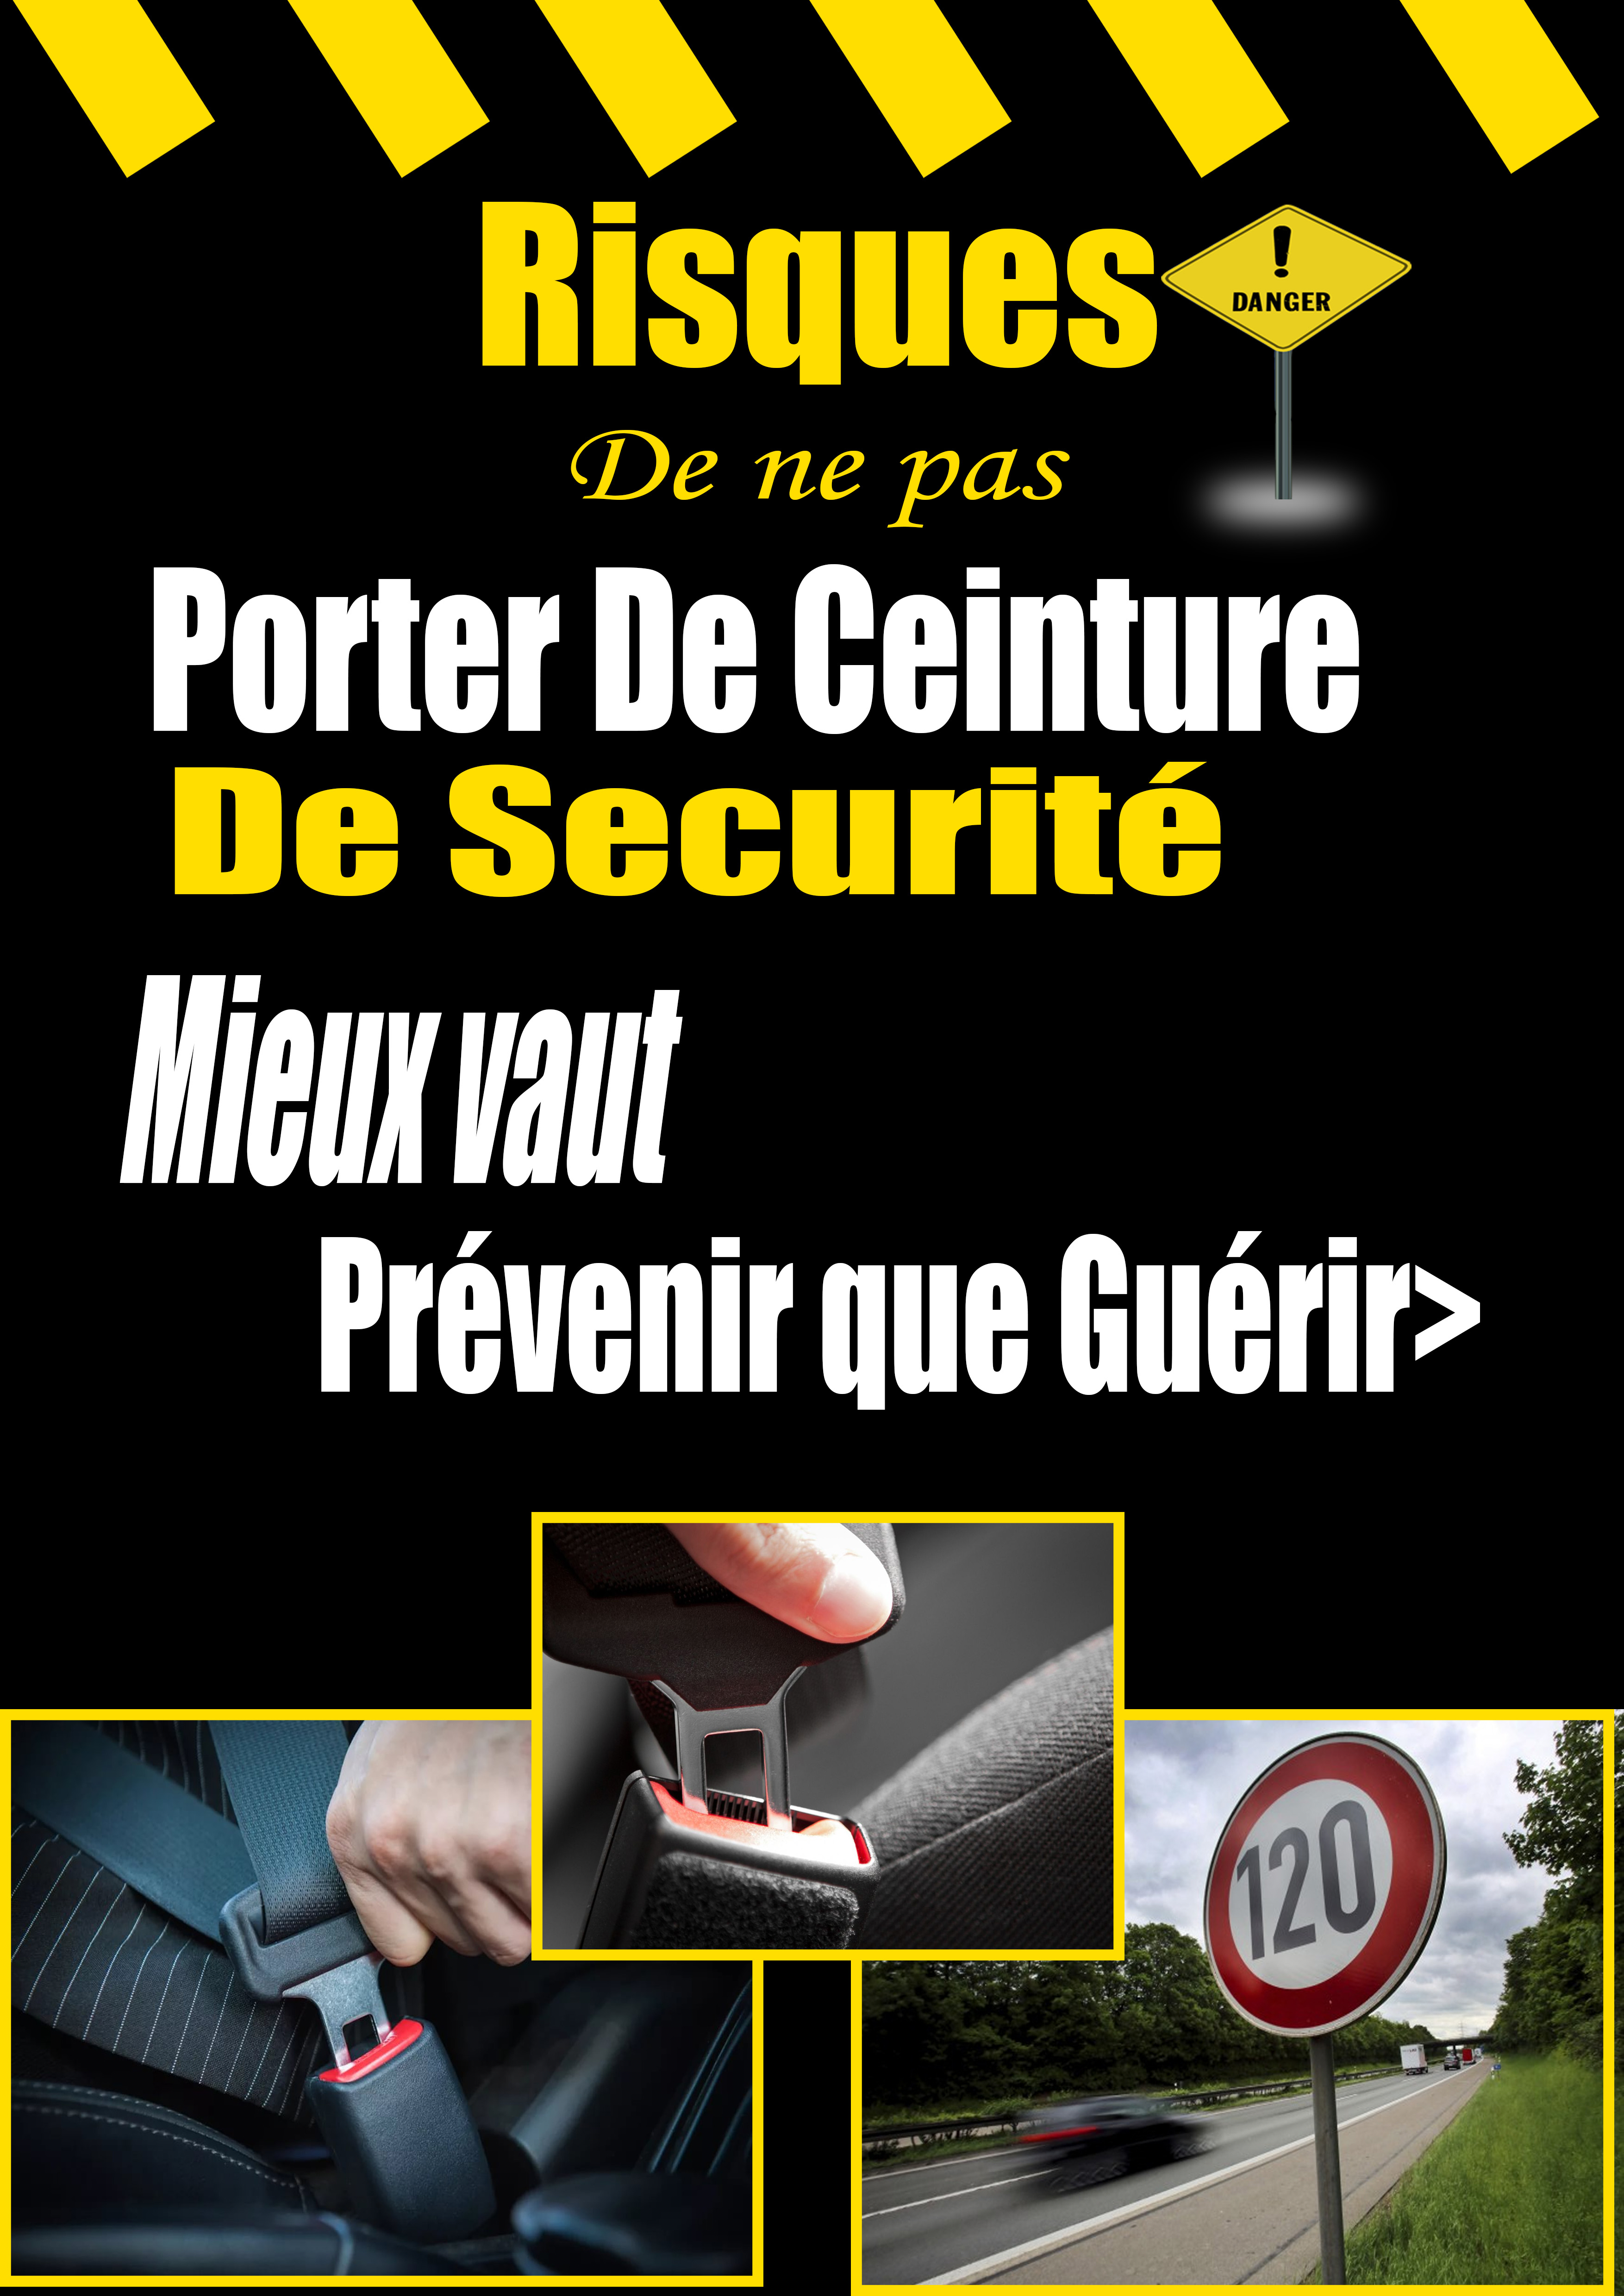 Risques
!
DANGER
De ne pas
Porter De Ceinture
De Securité
Mieux vaut
Prévenir que Guérir>
120